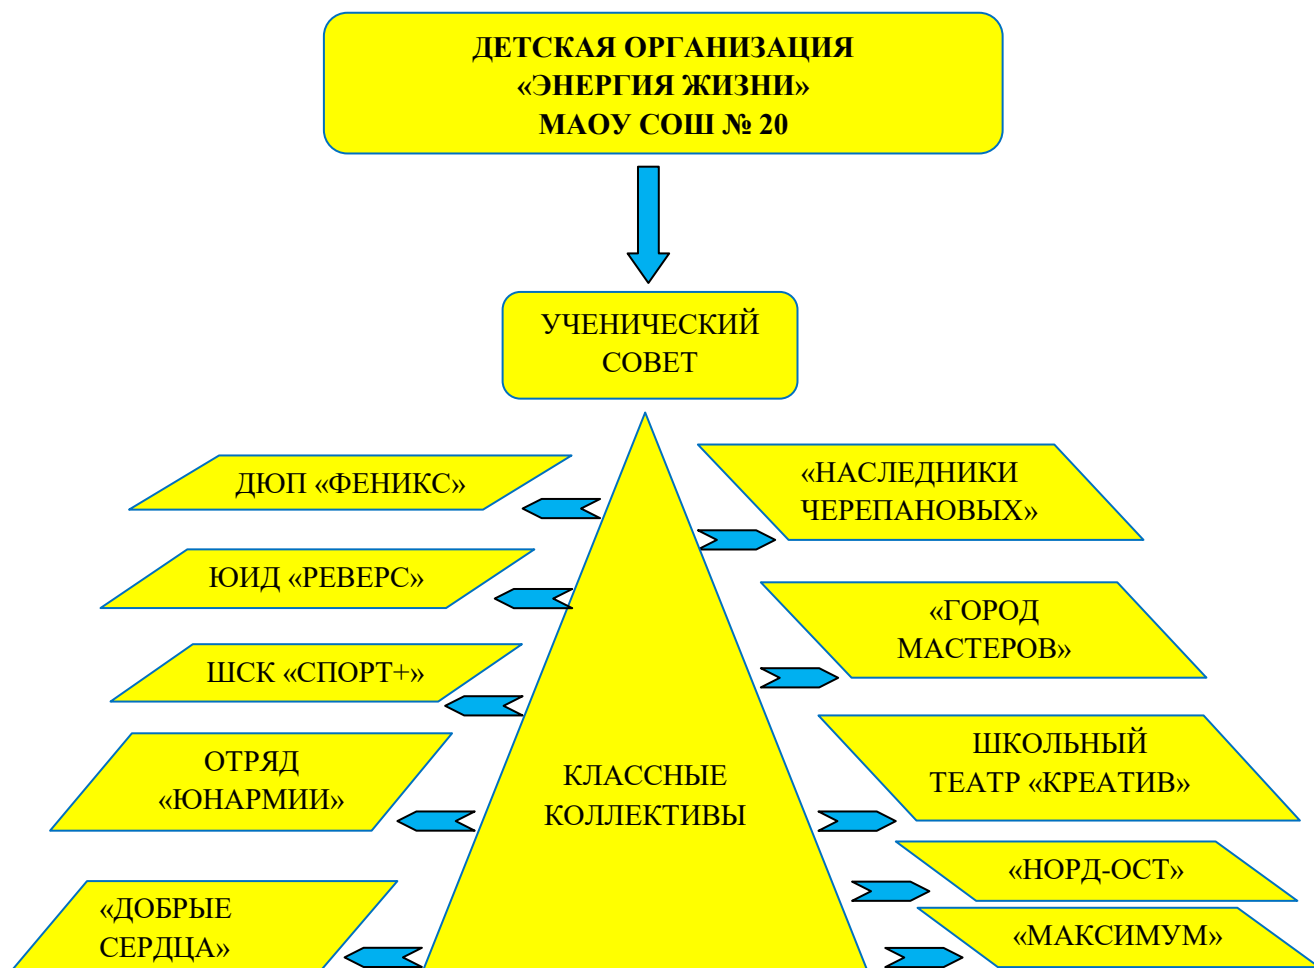 ДЕТСКАЯ ОРГАНИЗАЦИЯ
«ЭНЕРГИЯ ЖИЗНИ»
МАОУ СОШ № 20
УЧЕНИЧЕСКИЙ
СОВЕТ
ДЮП «ФЕНИКС»
ЮИД «РЕВЕРС»
ШСК «СПОРТ+»
ОТРЯД
«ЮНАРМИИ»
«ДОБРЫЕ
СЕРДЦА»
КЛАССНЫЕ
КОЛЛЕКТИВЫ
«НАСЛЕДНИКИ
ЧЕРЕПАНОВЫХ»
«ГОРОД
МАСТЕРОВ»
ШКОЛЬНЫЙ
ТЕАТР «КРЕАТИВ»
«НОРД-ОСТ»
«МАКСИМУМ»